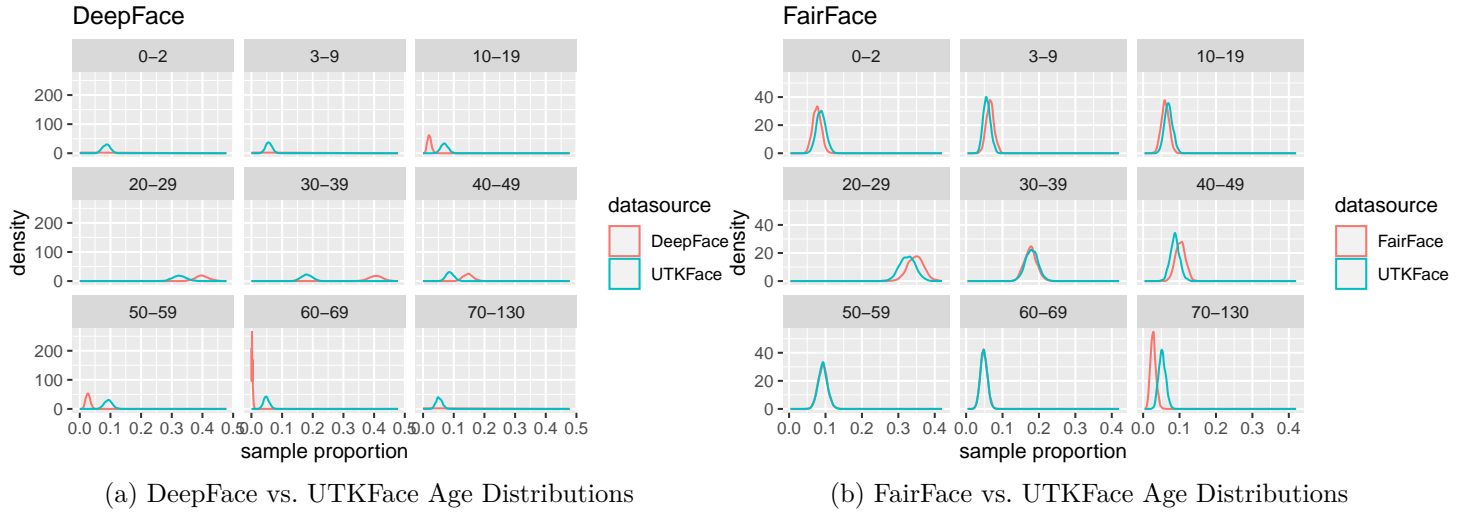 DeepFace
0−2 3−9 10−19
200
100
0
20−29 30−39 40−49
200
100
0
50−59 60−69 70−130
200
100
0
0.0 0.1 0.2 0.3 0.4 0.5 0.0 0.1 0.2 0.3 0.4 0.5 0.0 0.1 0.2 0.3 0.4 0.5
density
sample proportion
datasource
DeepFace
UTKFace
(a) DeepFace vs. UTKFace Age Distributions
FairFace
0−2 3−9 10−19
40
20
0
20−29 30−39 40−49
40
20
0
50−59 60−69 70−130
40
20
0
0.0 0.1 0.2 0.3 0.4 0.0 0.1 0.2 0.3 0.4 0.0 0.1 0.2 0.3 0.4
density
sample proportion
datasource
FairFace
UTKFace
(b) FairFace vs. UTKFace Age Distributions